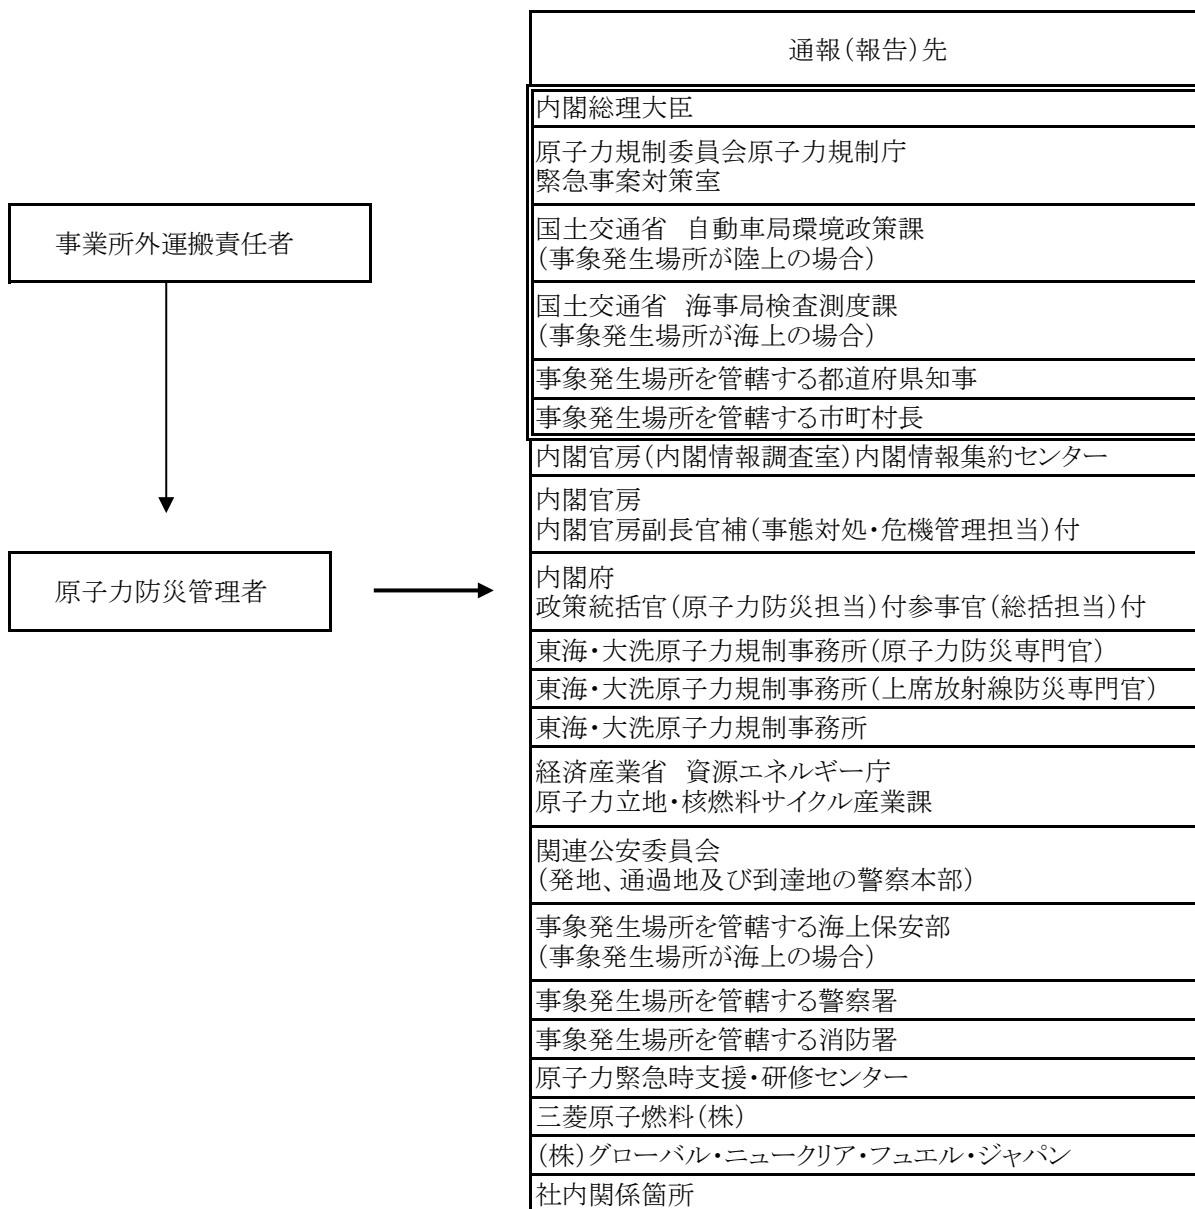 通報(報告)先
内閣総理大臣
原子力規制委員会原子力規制庁
緊急事案対策室
国土交通省　自動車局環境政策課
(事象発生場所が陸上の場合)
国土交通省　海事局検査測度課
(事象発生場所が海上の場合)
事象発生場所を管轄する都道府県知事
事象発生場所を管轄する市町村長
事業所外運搬責任者
原子力防災管理者
内閣官房(内閣情報調査室)内閣情報集約センター
内閣官房
内閣官房副長官補(事態対処・危機管理担当)付
内閣府
政策統括官(原子力防災担当)付参事官(総括担当)付
東海・大洗原子力規制事務所(原子力防災専門官)
東海・大洗原子力規制事務所(上席放射線防災専門官)
東海・大洗原子力規制事務所
経済産業省　資源エネルギー庁
原子力立地・核燃料サイクル産業課
関連公安委員会
(発地、通過地及び到達地の警察本部)
事象発生場所を管轄する海上保安部
(事象発生場所が海上の場合)
事象発生場所を管轄する警察署
事象発生場所を管轄する消防署
原子力緊急時支援・研修センター
三菱原子燃料(株)
(株)グローバル・ニュークリア・フュエル・ジャパン
社内関係箇所